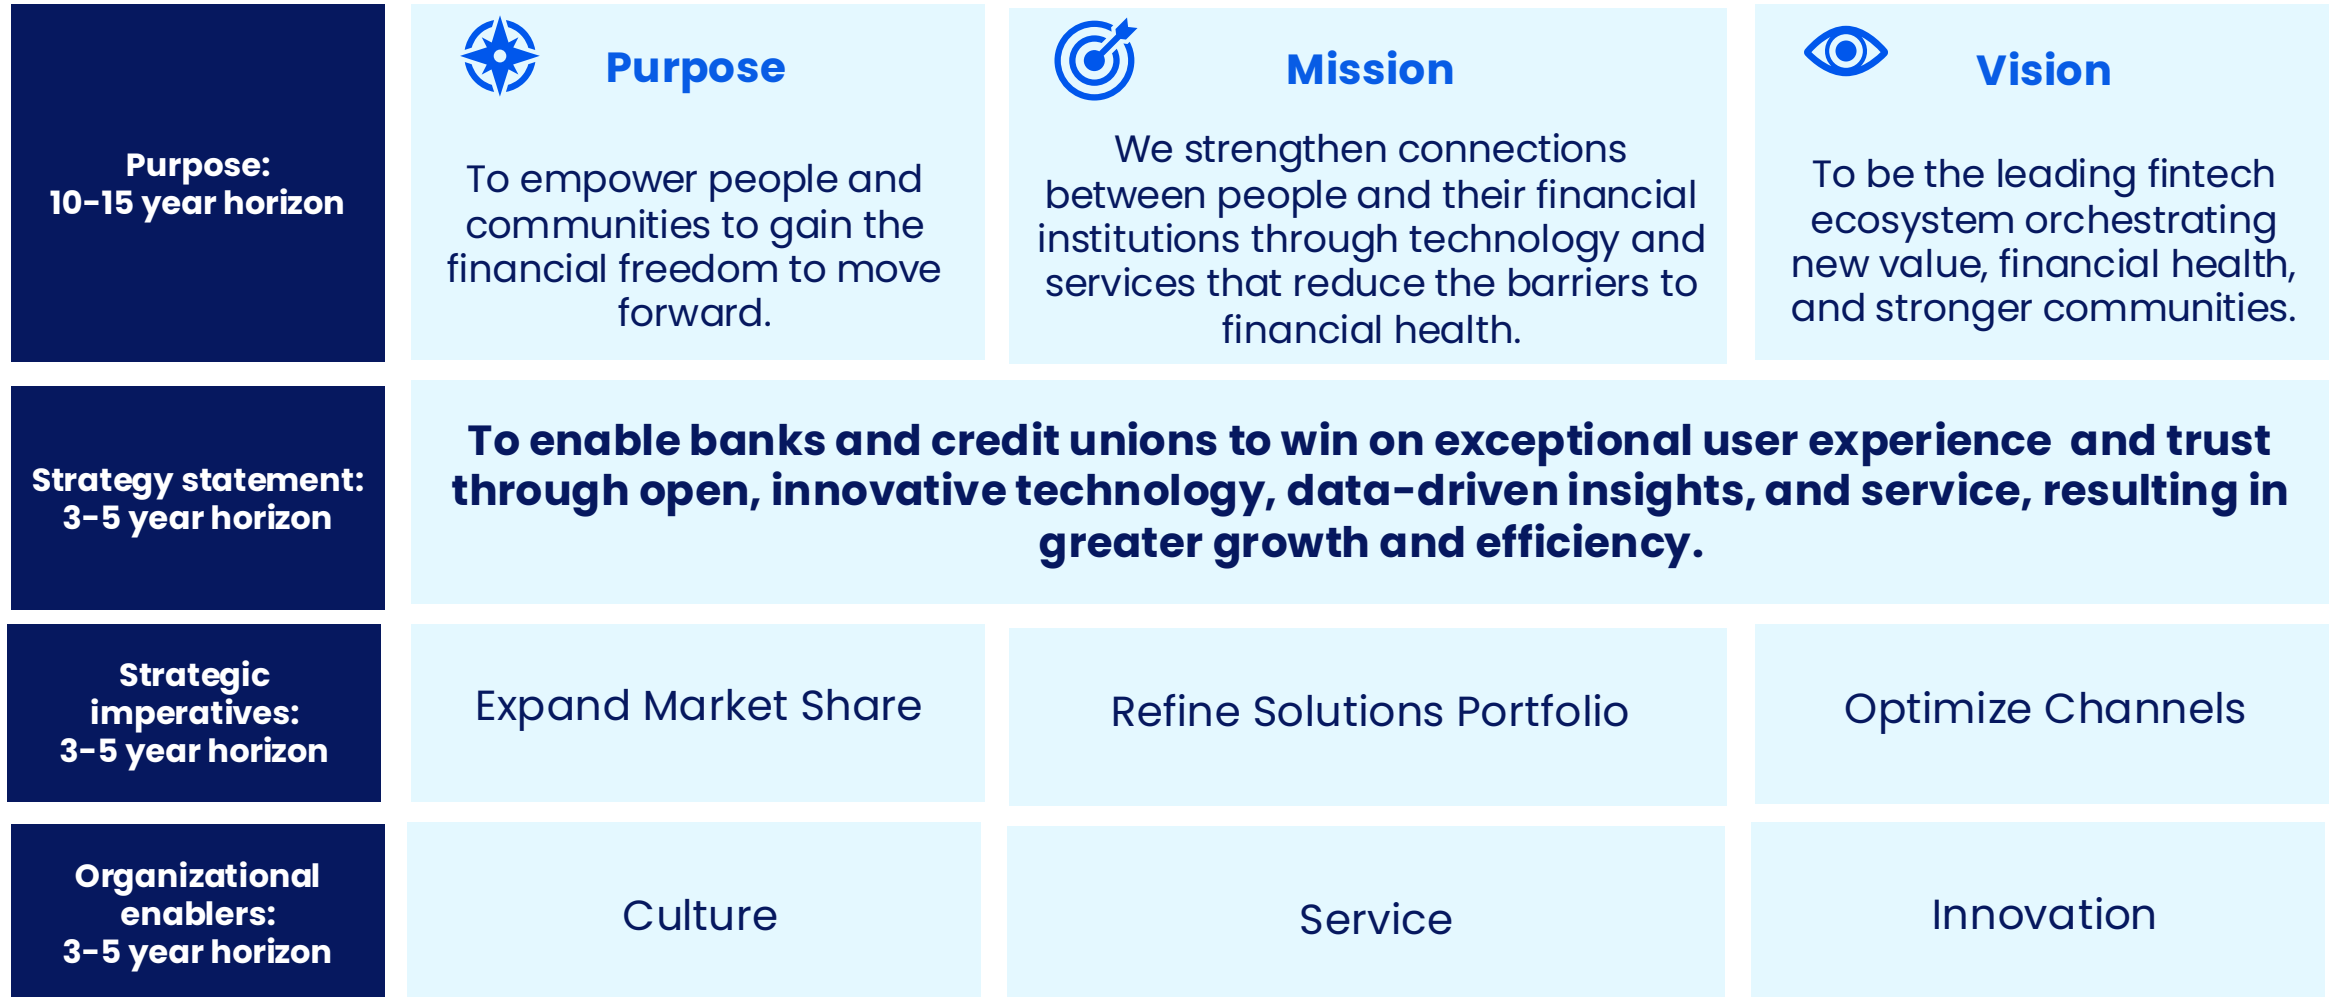 Purpose:
10-15 year horizon
Purpose
To empower people and
communities to gain the
financial freedom to move
forward.
Mission
We strengthen connections
between people and their financial
institutions through technology and
services that reduce the barriers to
financial health.
Vision
To be the leading fintech
ecosystem orchestrating
new value, financial health,
and stronger communities.
Strategy statement:
3-5 year horizon
To enable banks and credit unions to win on exceptional user experience  and trust
through open, innovative technology, data-driven insights, and service, resulting in
greater growth and efficiency.
Strategic
imperatives:
3-5 year horizon
Expand Market Share
Refine Solutions Portfolio
Optimize Channels
Organizational
enablers:
3-5 year horizon
Culture
Service
Innovation